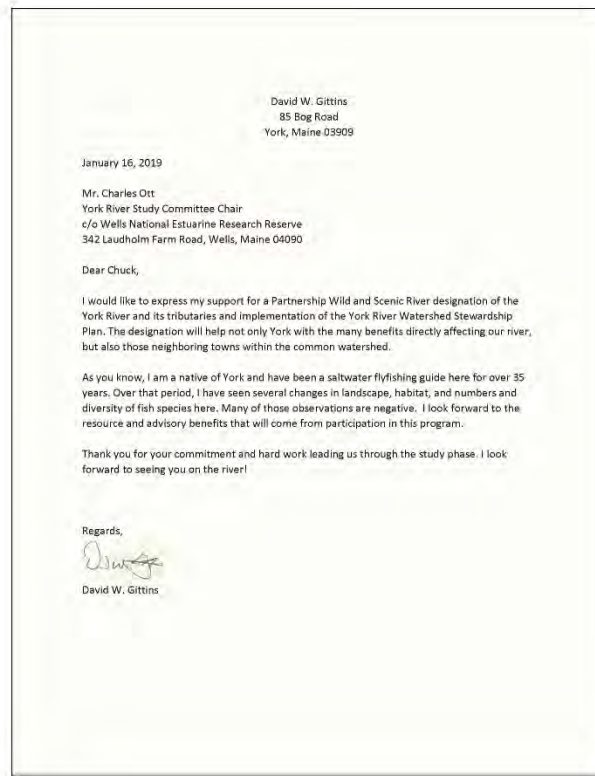 David W. Gittins
85 Bog Road
York, Maine 03909
January 16, 2019
Mr. Charles Ott
York River Study Committee Chair
c/o Wells National Estuarine Research Reserve
342 Laudholm Farm Road, Wells, Maine 04090
Dear Chuck,
I would like to express my support for a Partnership Wild and Scenic River designation of the
York River and its tributaries and implementation of the York River Watershed Stewardship
Plan. The designation will help not only York with the many benefits directly affecting our river,
but also those neighboring towns within the common watershed.
As you know, I am a native of York and have been a saltwater flyfishing guide here for over 35
years. Over that period, I have seen several changes in landscape, habitat, and numbers and
diversity of fish species here. Many of those observations are negative.  I look forward to the
resource and advisory benefits that will come from participation in this program.
Thank you for your commitment and hard work leading us through the study phase. I look
forward to seeing you on the river!
Regards,
David W. Gittins